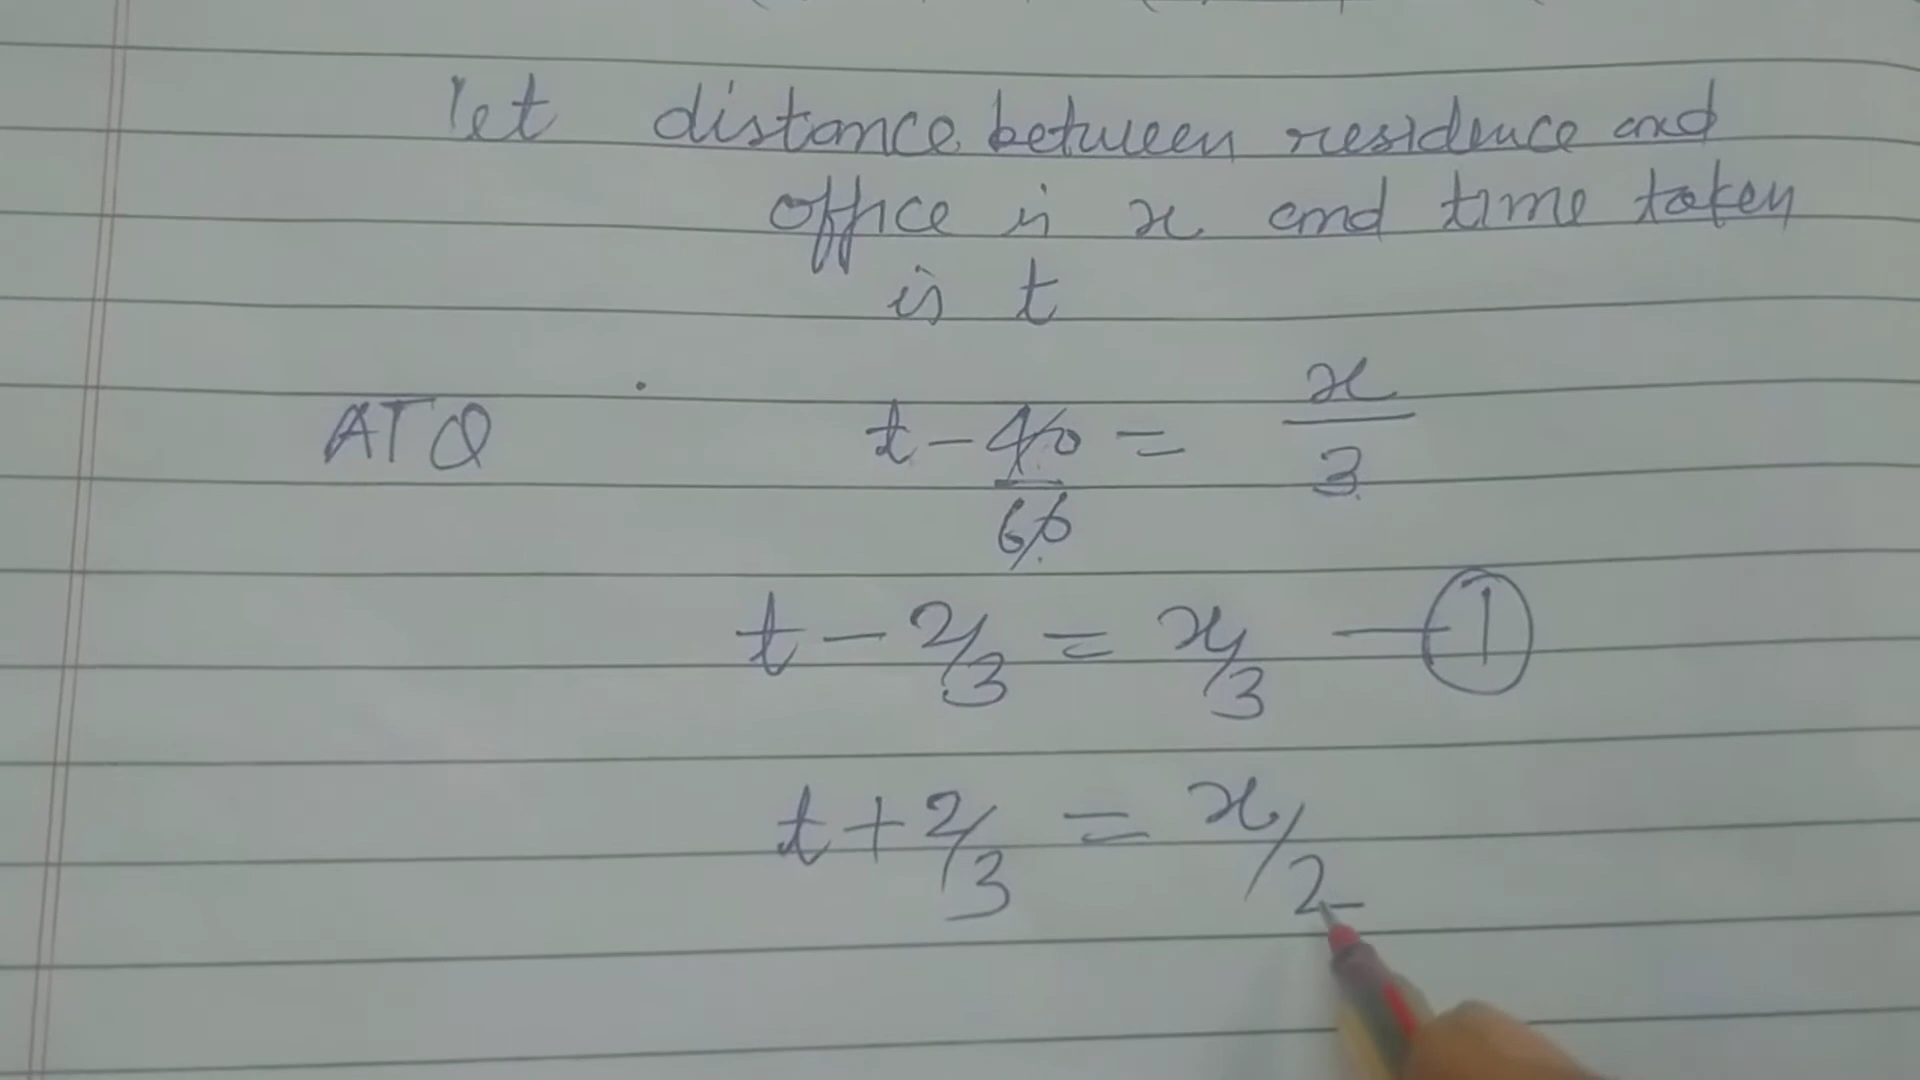 let distance between residence and
office is x and time taken
is t
ATQ t - 40/60 = x/3
t - 2/3 = x/3 — 1
t + 2/3 = x/2